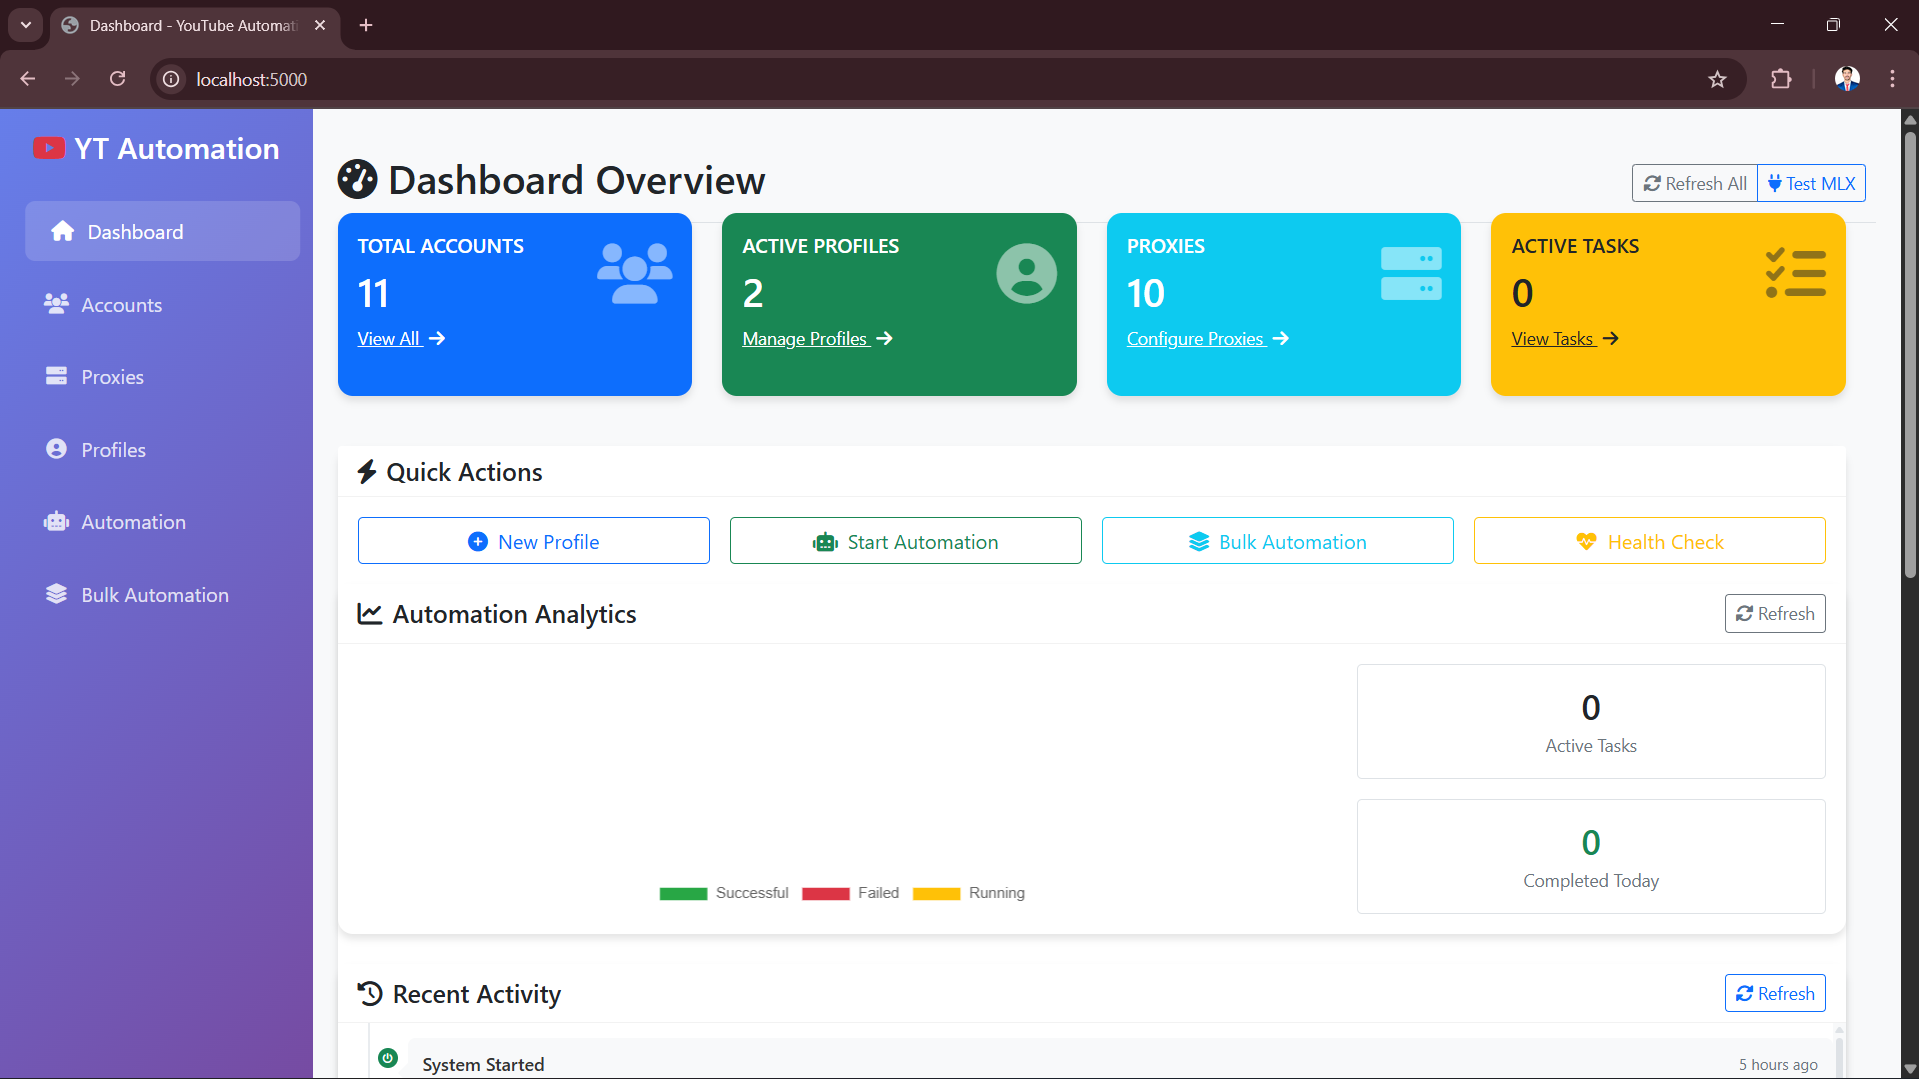 Dashboard - YouTube Automati
localhost:5000
YT Automation
Dashboard
Accounts
Proxies
Profiles
Automation
Bulk Automation
Dashboard Overview
Refresh All
Test MLX
TOTAL ACCOUNTS
11
View All
ACTIVE PROFILES
2
Manage Profiles
PROXIES
10
Configure Proxies
ACTIVE TASKS
0
View Tasks
Quick Actions
New Profile
Start Automation
Bulk Automation
Health Check
Automation Analytics
Refresh
0
Active Tasks
0
Completed Today
Successful
Failed
Running
Recent Activity
Refresh
System Started
5 hours ago